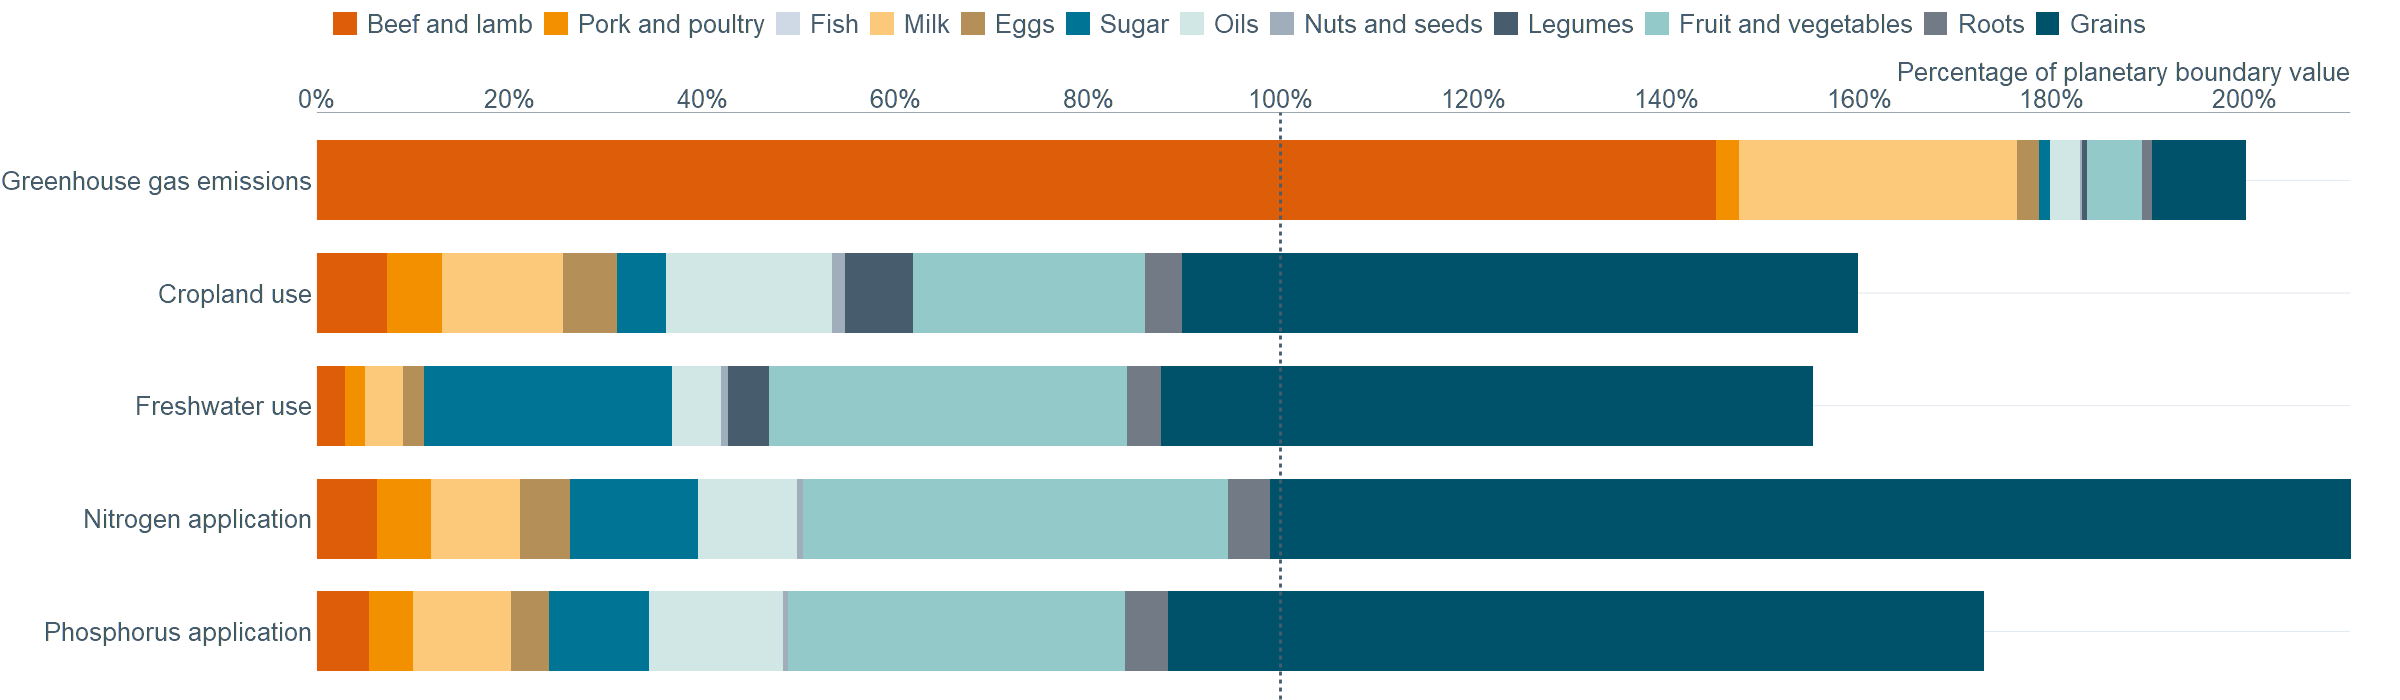 Beef and lamb Pork and poultry Fish Milk Eggs Sugar Oils Nuts and seeds Legumes Fruit and vegetables Roots Grains
Percentage of planetary boundary value
0% 20% 40% 60% 80% 100% 120% 140% 160% 180% 200%
Greenhouse gas emissions
Cropland use
Freshwater use
Nitrogen application
Phosphorus application